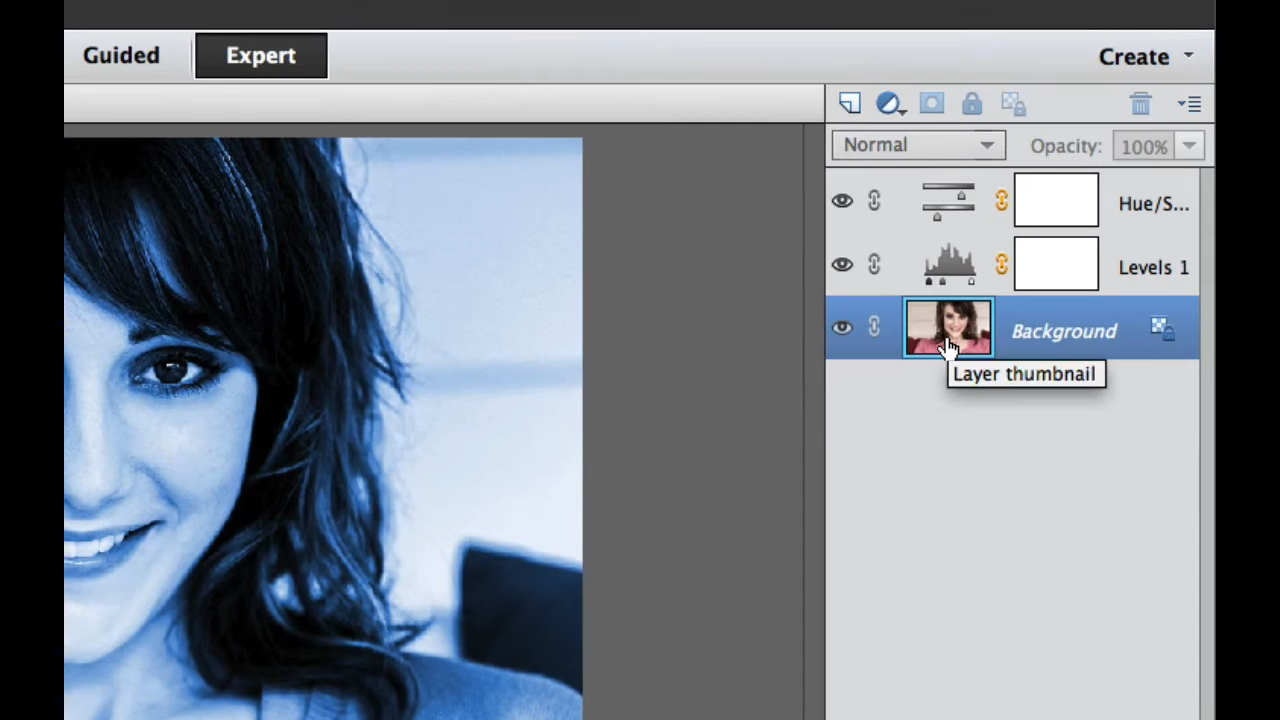 Guided Expert Create
Normal Opacity: 100%
Hue/S...
Levels 1
Background
Layer thumbnail